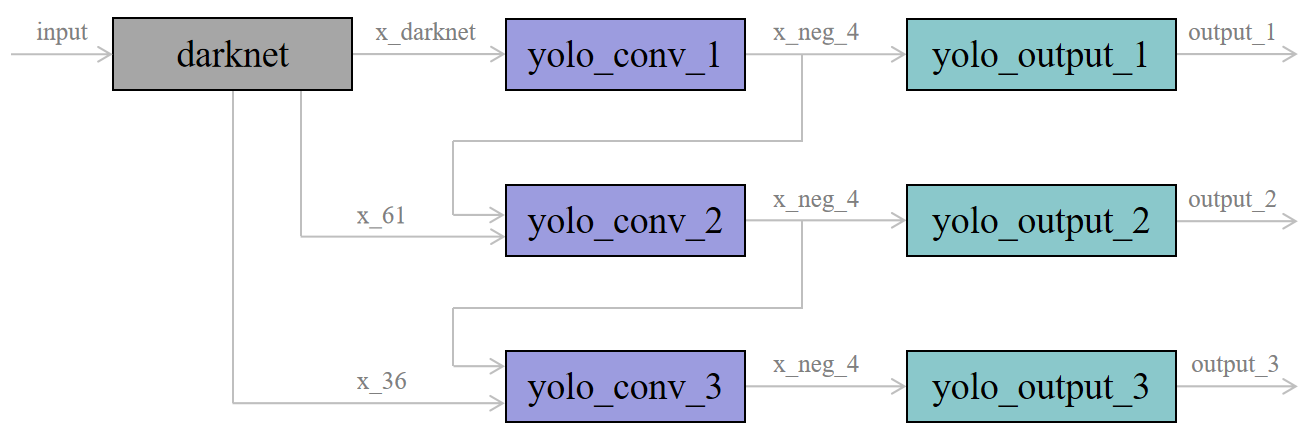 input
darknet
x_darknet
yolo_conv_1
x_neg_4
yolo_output_1
output_1
x_61
yolo_conv_2
x_neg_4
yolo_output_2
output_2
x_36
yolo_conv_3
x_neg_4
yolo_output_3
output_3